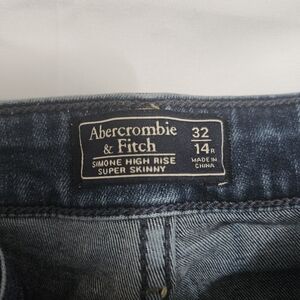 Abercrombie
& Fitch
SIMONE HIGH RISE
SUPER SKINNY
32
14R
MADE IN
CHINA